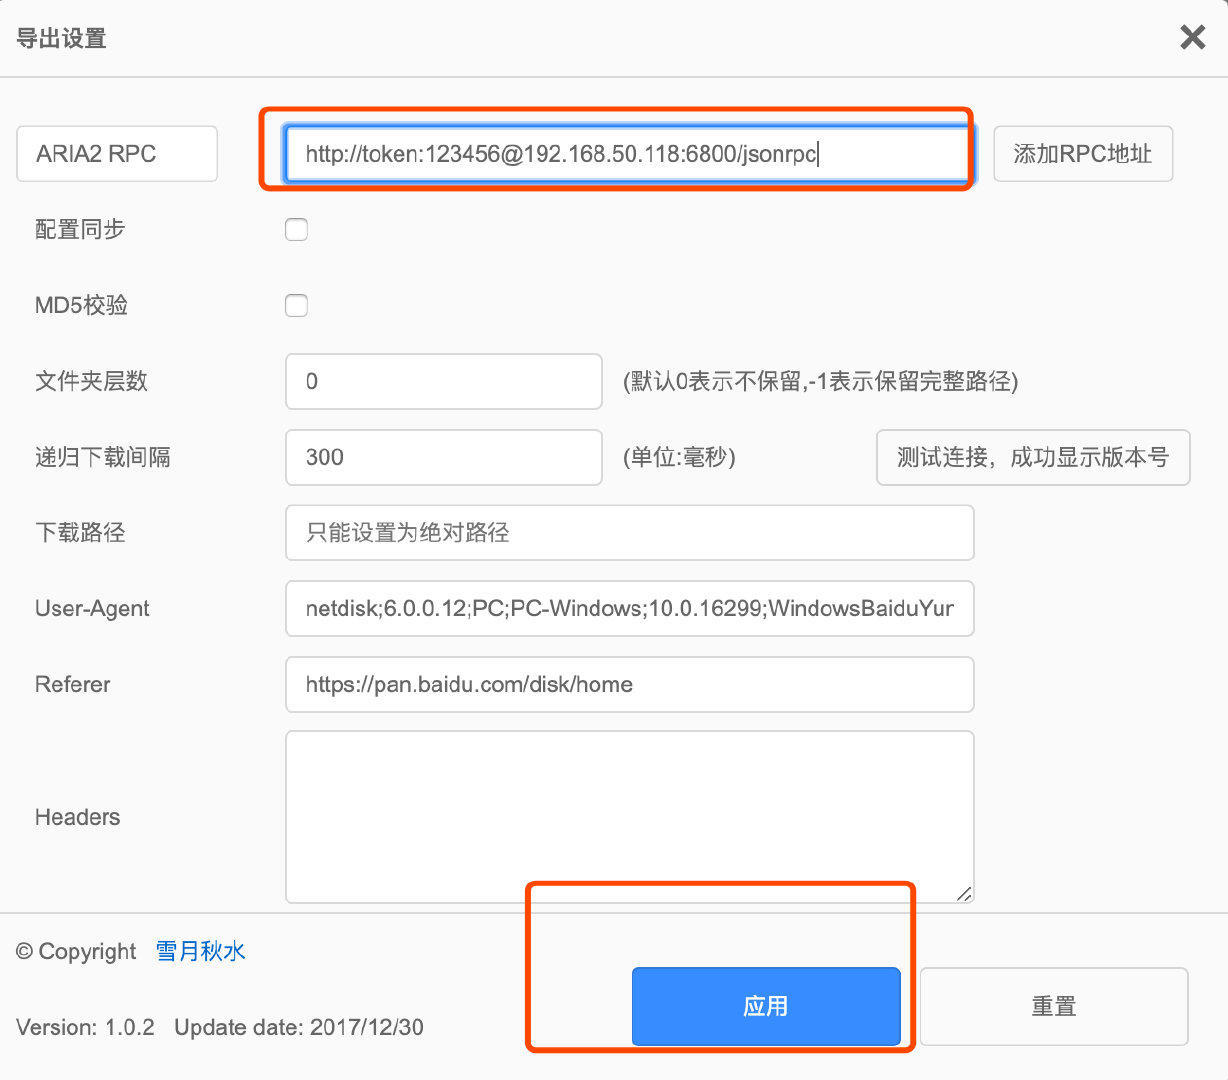 导出设置
ARIA2 RPC
http://token:123456@192.168.50.118:6800/jsonrpc
添加RPC地址
配置同步
MD5校验
文件夹层数
0
(默认0表示不保留,-1表示保留完整路径)
递归下载间隔
300
(单位:毫秒)
测试连接，成功显示版本号
下载路径
只能设置为绝对路径
User-Agent
netdisk;6.0.0.12;PC;PC-Windows;10.0.16299;WindowsBaiduYun
Referer
https://pan.baidu.com/disk/home
Headers
© Copyright 雪月秋水
应用
重置
Version: 1.0.2 Update date: 2017/12/30